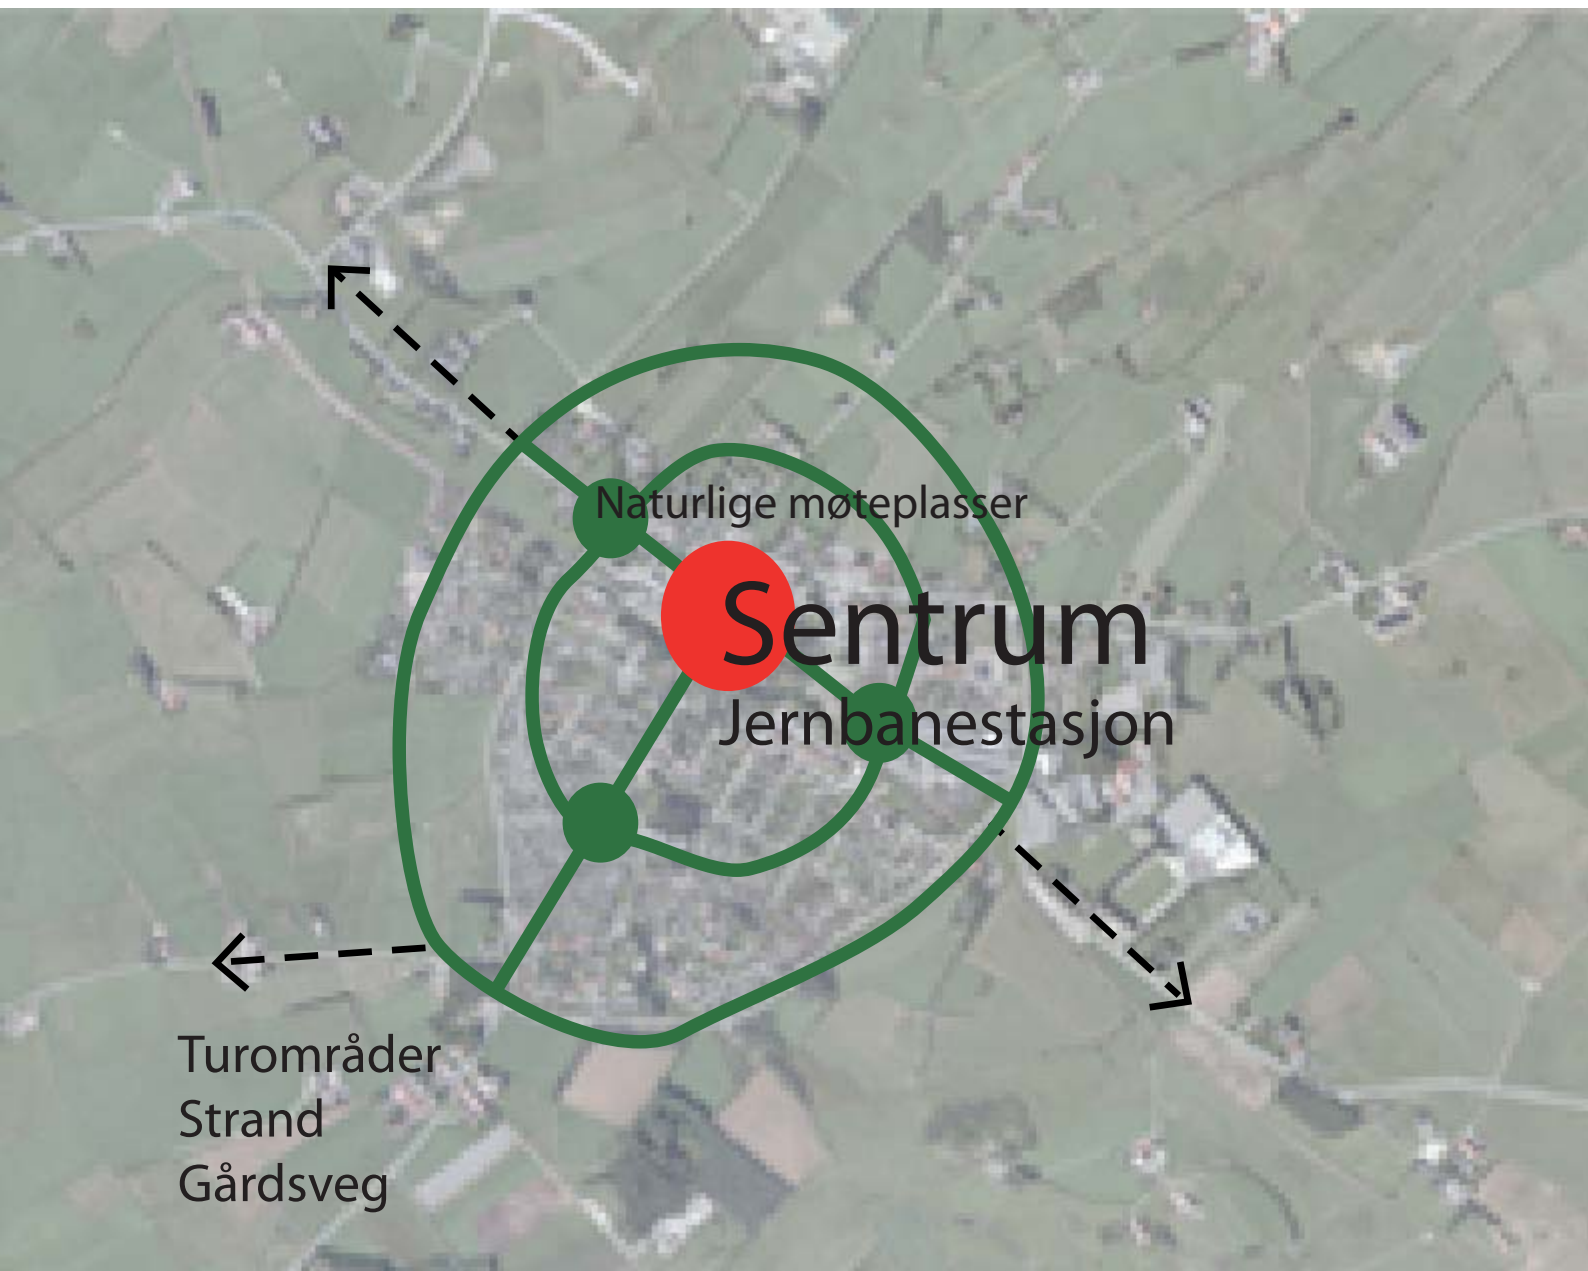 Naturlige møteplasser
Sentrum
Jernbanestasjon
Turområder
Strand
Gårdsveg